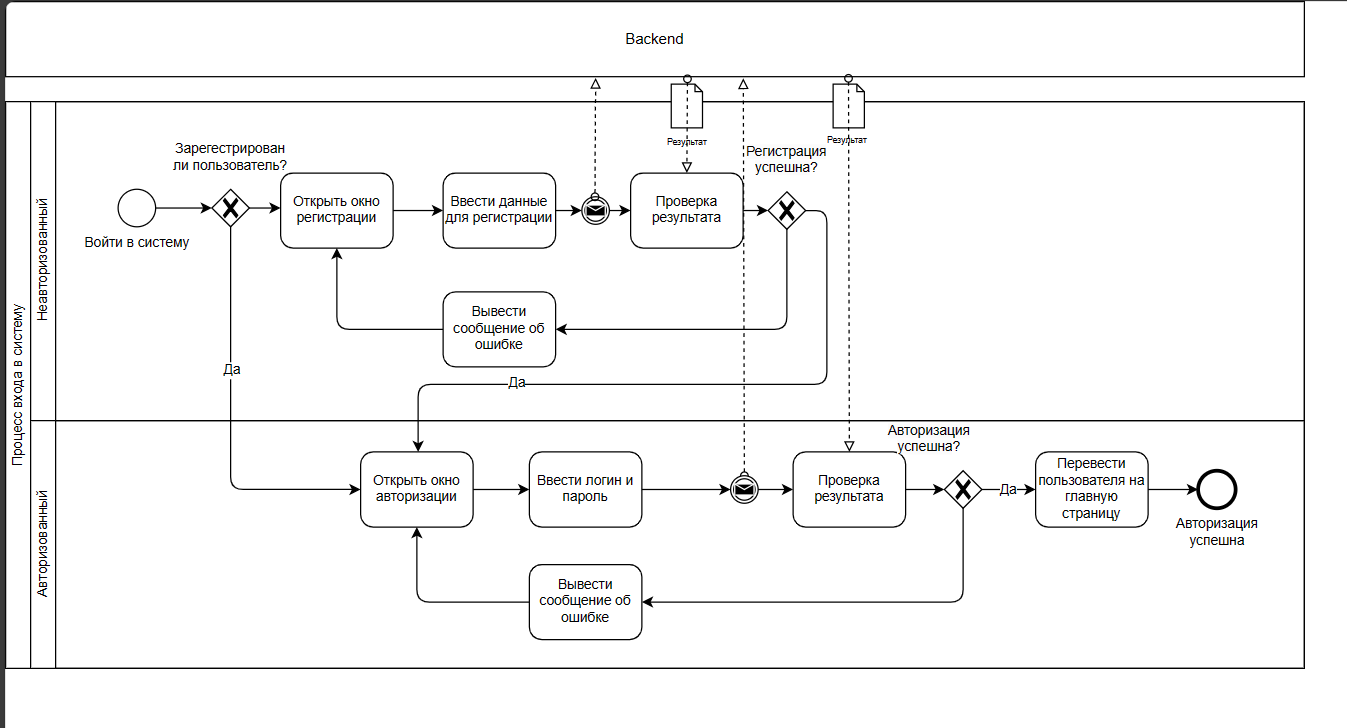 Backend
Процесс входа в систему
Неавторизованный
Зарегестрирован
ли пользователь?
Войти в систему
Открыть окно
регистрации
Ввести данные
для регистрации
Результат
Проверка
результата
Регистрация
успешна?
Результат
Вывести
сообщение об
ошибке
Да
Да
Авторизованный
Открыть окно
авторизации
Ввести логин и
пароль
Проверка
результата
Авторизация
успешна?
Да
Перевести
пользователя на
главную
страницу
Авторизация
успешна
Вывести
сообщение об
ошибке